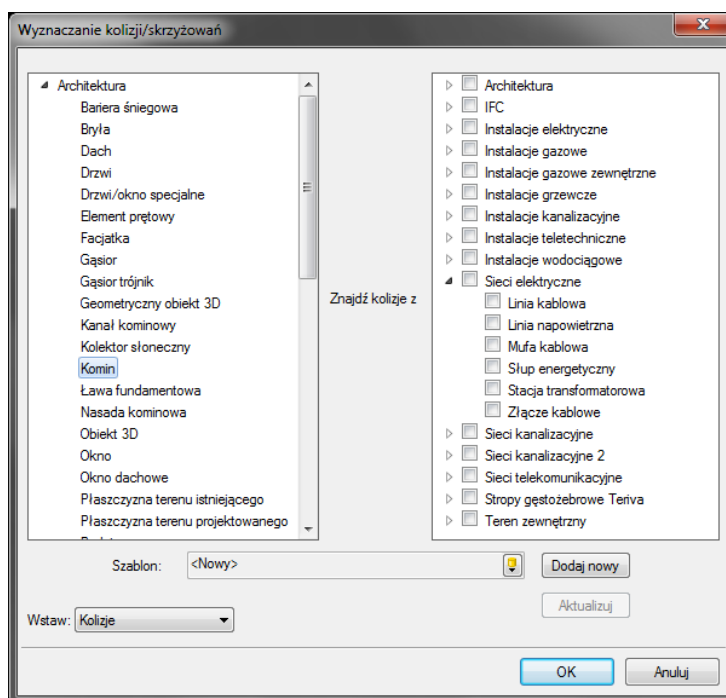 Wyznaczanie kolizji/skrzyżowań
Architektura
Bariera śniegowa
Bryła
Dach
Drzwi
Drzwi/okno specjalne
Element prętowy
Facjatka
Gąsior
Gąsior trójnik
Geometryczny obiekt 3D
Kanał kominowy
Kolektor słoneczny
Komin
Ława fundamentowa
Nasada kominowa
Obiekt 3D
Okno
Okno dachowe
Płaszczyzna terenu istniejącego
Płaszczyzna terenu projektowanego
Znajdź kolizje z
Architektura
IFC
Instalacje elektryczne
Instalacje gazowe
Instalacje gazowe zewnętrzne
Instalacje grzewcze
Instalacje kanalizacyjne
Instalacje teletechniczne
Instalacje wodociągowe
Sieci elektryczne
Linia kablowa
Linia napowietrzna
Mufa kablowa
Słup energetyczny
Stacja transformatorowa
Złącze kablowe
Sieci kanalizacyjne
Sieci kanalizacyjne 2
Sieci telekomunikacyjne
Stropy gęstożebrowe Teriva
Teren zewnętrzny
Szablon: <Nowy> Dodaj nowy
Aktualizuj
Wstaw: Kolizje
OK Anuluj